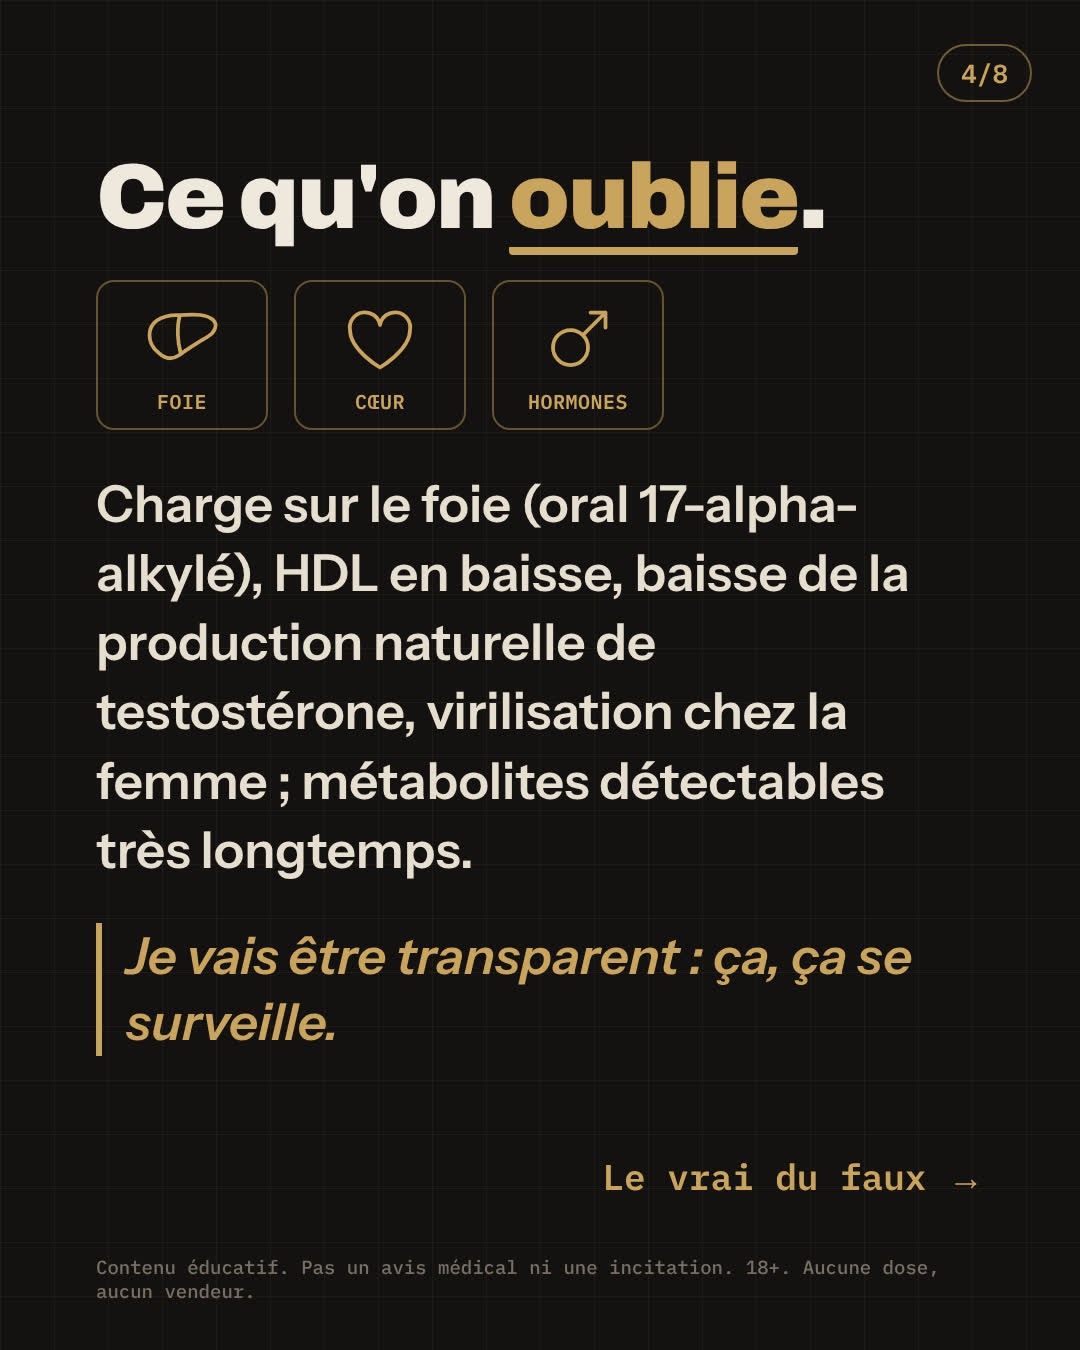 4/8
Ce qu'on oublie.
FOIE
CŒUR
HORMONES
Charge sur le foie (oral 17-alpha-
alkylé), HDL en baisse, baisse de la
production naturelle de
testostérone, virilisation chez la
femme ; métabolites détectables
très longtemps.
Je vais être transparent : ça, ça se
surveille.
Le vrai du faux →
Contenu éducatif. Pas un avis médical ni une incitation. 18+. Aucune dose,
aucun vendeur.